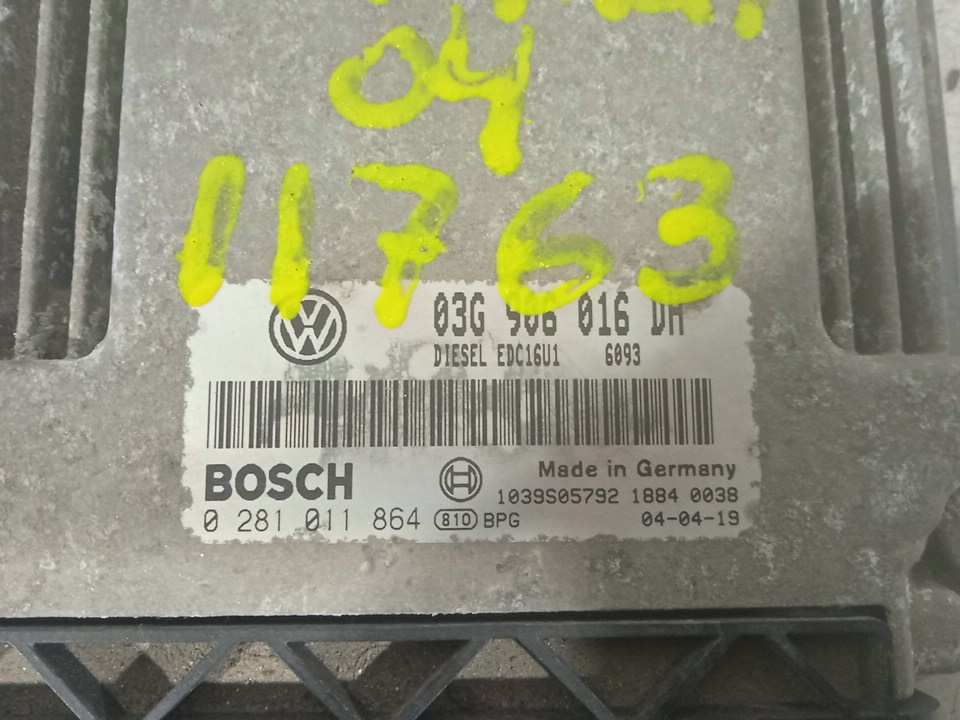 04
11763
03G 906 016 DH
DIESEL EDC16U1 6093
BOSCH
Made in Germany
1039S05792 1884 0038
0 281 011 864 810 BPG 04-04-19